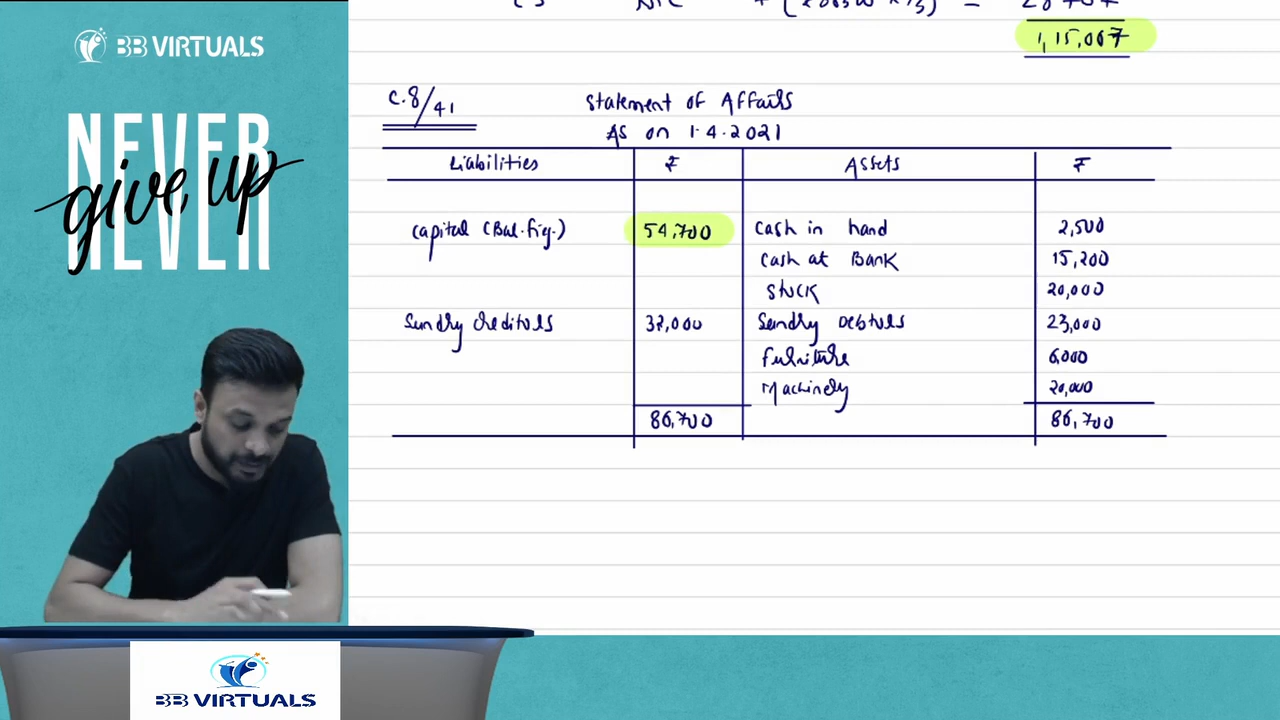 BB VIRTUALS
NEVER
give up
NEVER
1,15,067
C.8/41
Statement of Affairs
As on 1.4.2021
Liabilities ₹ Assets ₹
Capital (Bal. fig.) 54,700 Cash in hand 2,500
Cash at Bank 15,200
Stock 20,000
Sundry Creditors 32,000 Sundry Debtors 23,000
Furniture 6,000
Machinery 20,000
86,700 86,700
BB VIRTUALS